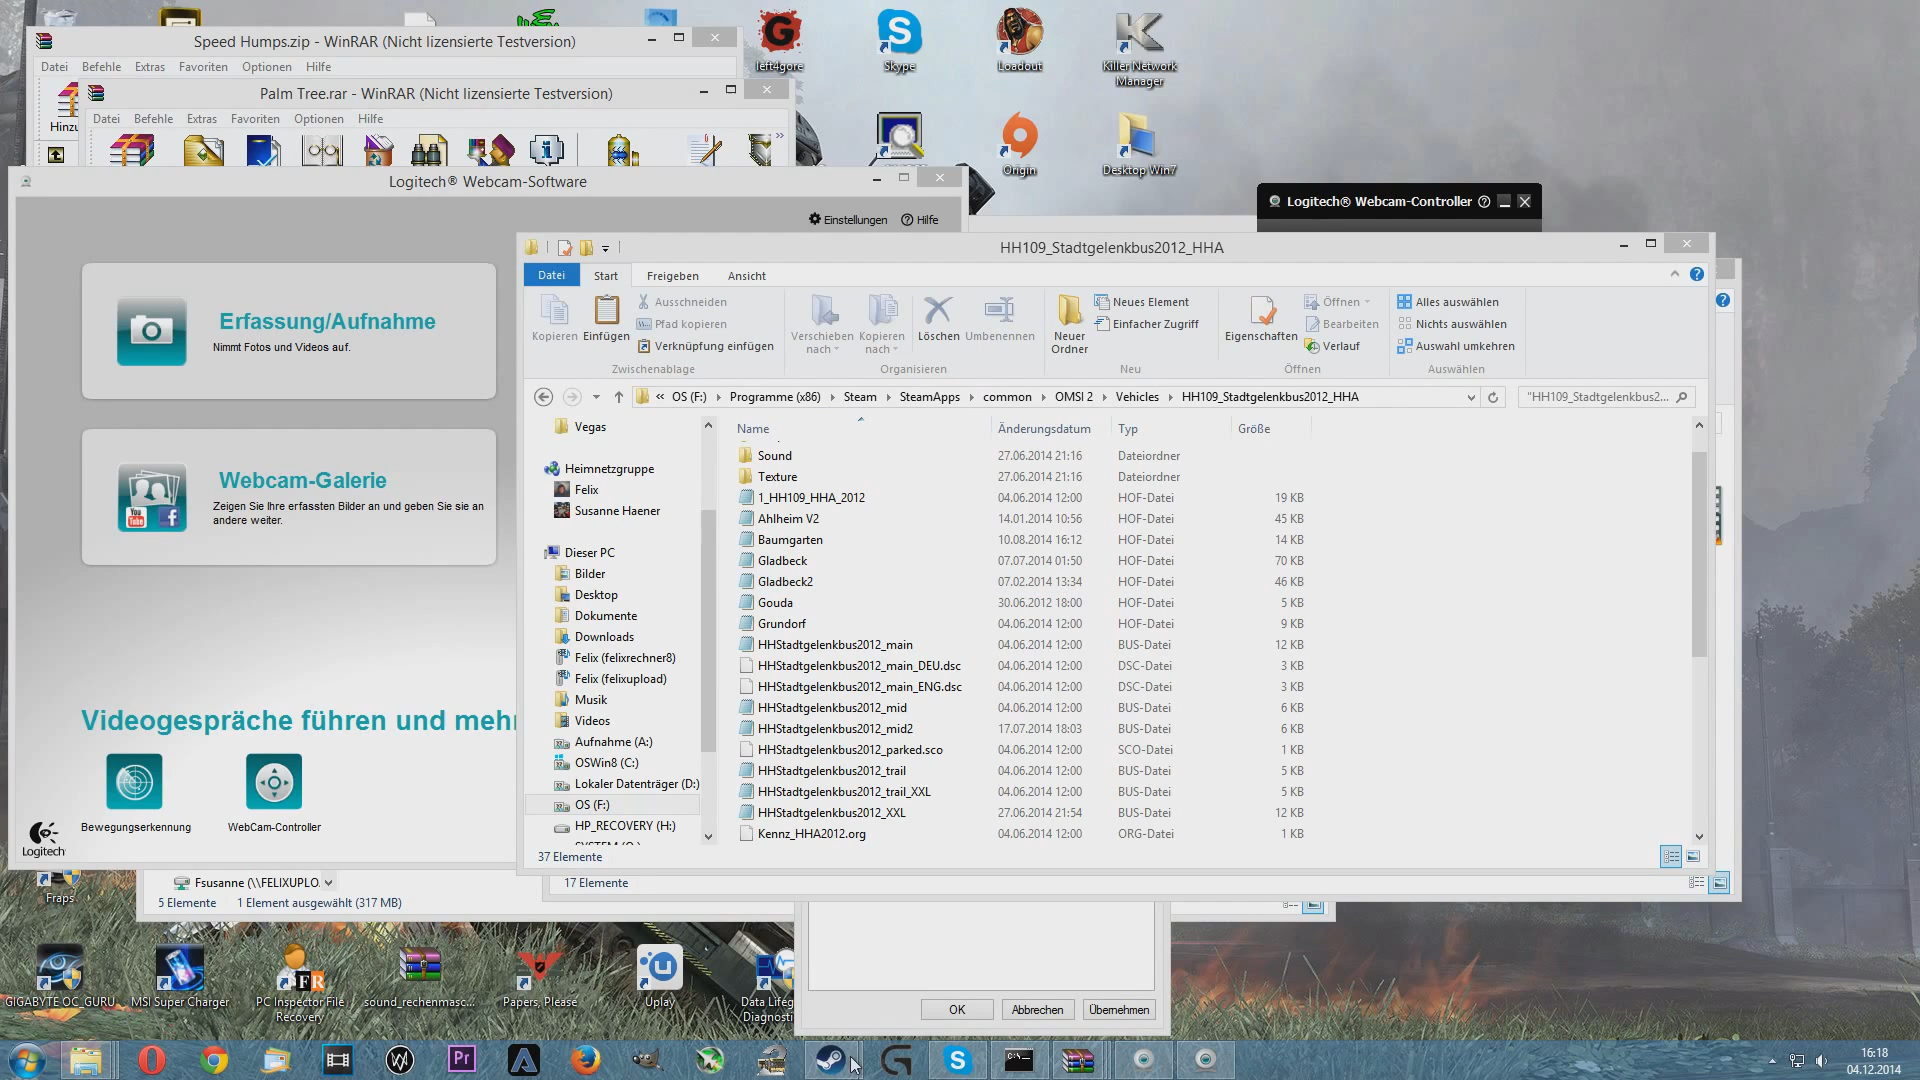 Speed Humps.zip - WinRAR (Nicht lizensierte Testversion)
Datei Befehle Extras Favoriten Optionen Hilfe
Hinzu
Palm Tree.rar - WinRAR (Nicht lizensierte Testversion)
Datei Befehle Extras Favoriten Optionen Hilfe
left4gore
Skype
Loadout
Killer Network
Manager
Origin
Desktop Win7
Logitech® Webcam-Software
Einstellungen Hilfe
Erfassung/Aufnahme
Nimmt Fotos und Videos auf.
Webcam-Galerie
Zeigen Sie Ihre erfassten Bilder an und geben Sie sie an
andere weiter.
You
Tube
Videogespräche führen und mehr
Bewegungserkennung
WebCam-Controller
Logitech
Logitech® Webcam-Controller
HH109_Stadtgelenkbus2012_HHA
Datei Start Freigeben Ansicht
Kopieren
Einfügen
Ausschneiden
Pfad kopieren
Verknüpfung einfügen
Zwischenablage
Verschieben
nach
Kopieren
nach
Löschen
Umbenennen
Organisieren
Neuer
Ordner
Neues Element
Einfacher Zugriff
Neu
Eigenschaften
Öffnen
Bearbeiten
Verlauf
Öffnen
Alles auswählen
Nichts auswählen
Auswahl umkehren
Auswählen
« OS (F:) Programme (x86) Steam SteamApps common OMSI 2 Vehicles HH109_Stadtgelenkbus2012_HHA
"HH109_Stadtgelenkbus2...
Vegas
Heimnetzgruppe
Felix
Susanne Haener
Dieser PC
Bilder
Desktop
Dokumente
Downloads
Felix (felixrechner8)
Felix (felixupload)
Musik
Videos
Aufnahme (A:)
OSWin8 (C:)
Lokaler Datenträger (D:)
OS (F:)
HP_RECOVERY (H:)
Name Änderungsdatum Typ Größe
Sound 27.06.2014 21:16 Dateiordner
Texture 27.06.2014 21:16 Dateiordner
1_HH109_HHA_2012 04.06.2014 12:00 HOF-Datei 19 KB
Ahlheim V2 14.01.2014 10:56 HOF-Datei 45 KB
Baumgarten 10.08.2014 16:12 HOF-Datei 14 KB
Gladbeck 07.07.2014 01:50 HOF-Datei 70 KB
Gladbeck2 07.02.2014 13:34 HOF-Datei 46 KB
Gouda 30.06.2012 18:00 HOF-Datei 5 KB
Grundorf 04.06.2014 12:00 HOF-Datei 9 KB
HHStadtgelenkbus2012_main 04.06.2014 12:00 BUS-Datei 12 KB
HHStadtgelenkbus2012_main_DEU.dsc 04.06.2014 12:00 DSC-Datei 3 KB
HHStadtgelenkbus2012_main_ENG.dsc 04.06.2014 12:00 DSC-Datei 3 KB
HHStadtgelenkbus2012_mid 04.06.2014 12:00 BUS-Datei 6 KB
HHStadtgelenkbus2012_mid2 17.07.2014 18:03 BUS-Datei 6 KB
HHStadtgelenkbus2012_parked.sco 04.06.2014 12:00 SCO-Datei 1 KB
HHStadtgelenkbus2012_trail 04.06.2014 12:00 BUS-Datei 5 KB
HHStadtgelenkbus2012_trail_XXL 04.06.2014 12:00 BUS-Datei 5 KB
HHStadtgelenkbus2012_XXL 27.06.2014 21:54 BUS-Datei 12 KB
Kennz_HHA2012.org 04.06.2014 12:00 ORG-Datei 1 KB
37 Elemente
17 Elemente
Fsusanne (\\FELIXUPLO.
5 Elemente 1 Element ausgewählt (317 MB)
Fraps
OK Abbrechen Übernehmen
GIGABYTE OC_GURU
MSI Super Charger
PC Inspector File
Recovery
sound_rechenmasc...
Papers, Please
Uplay
Data Lifeg
Diagnosti
16:18
04.12.2014